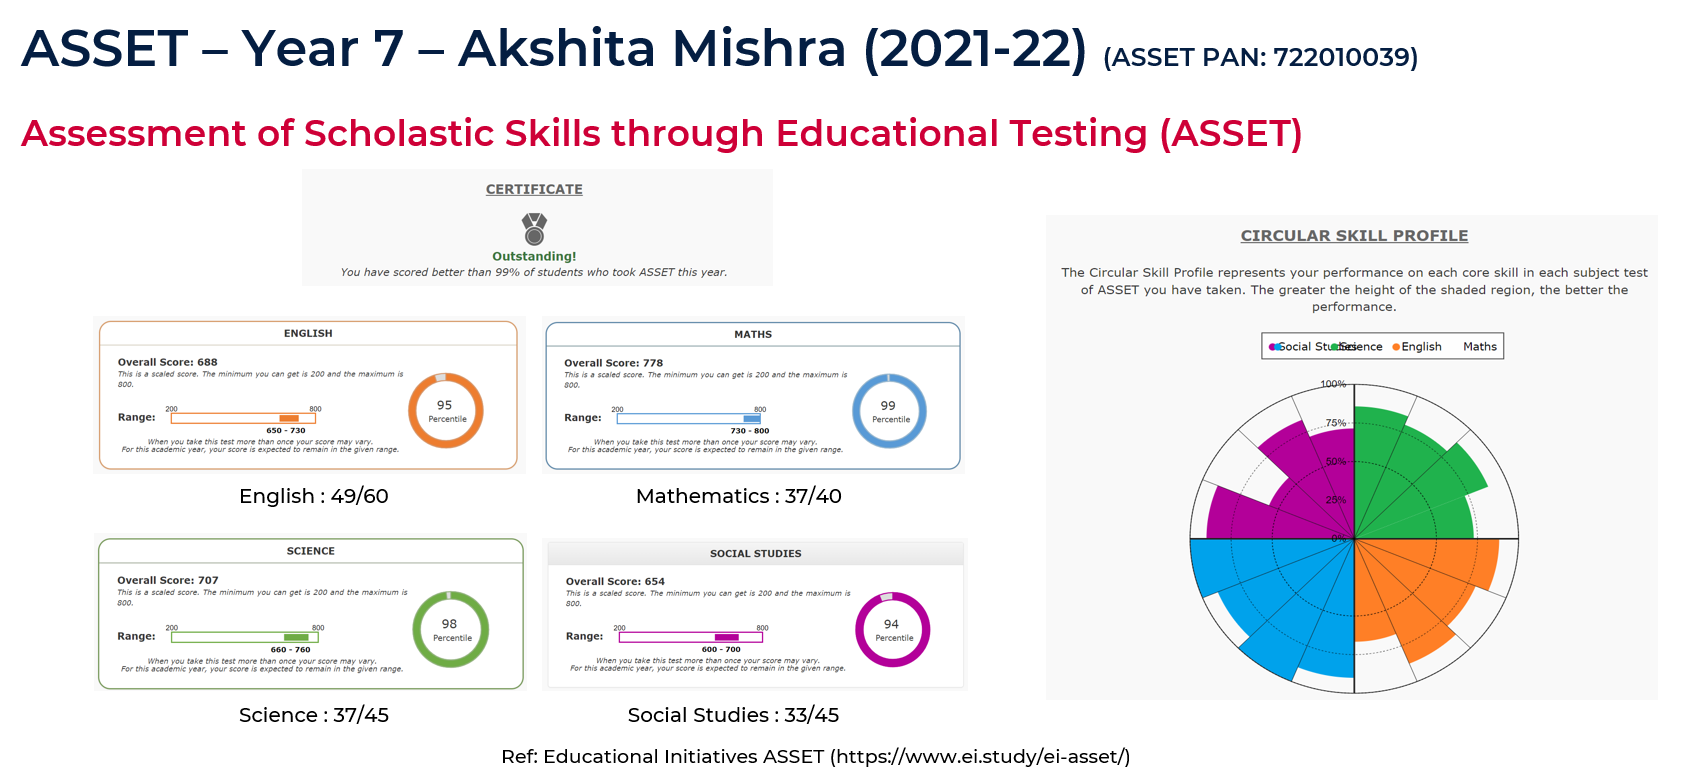 ASSET – Year 7 – Akshita Mishra (2021-22) (ASSET PAN: 722010039)
Assessment of Scholastic Skills through Educational Testing (ASSET)
CERTIFICATE
Outstanding!
You have scored better than 99% of students who took ASSET this year.
ENGLISH
Overall Score: 688
This is a scaled score. The minimum you can get is 200 and the maximum is
800.
95
Percentile
Range:
200 800
650 - 730
When you take this test more than once your score may vary.
For this academic year, your score is expected to remain in the given range.
English : 49/60
MATHS
Overall Score: 778
This is a scaled score. The minimum you can get is 200 and the maximum is
800.
99
Percentile
Range:
200 800
730 - 800
When you take this test more than once your score may vary.
For this academic year, your score is expected to remain in the given range.
Mathematics : 37/40
SCIENCE
Overall Score: 707
This is a scaled score. The minimum you can get is 200 and the maximum is
800.
98
Percentile
Range:
200 800
660 - 760
When you take this test more than once your score may vary.
For this academic year, your score is expected to remain in the given range.
Science : 37/45
SOCIAL STUDIES
Overall Score: 654
This is a scaled score. The minimum you can get is 200 and the maximum is
800.
94
Percentile
Range:
200 800
600 - 700
When you take this test more than once your score may vary.
For this academic year, your score is expected to remain in the given range.
Social Studies : 33/45
CIRCULAR SKILL PROFILE
The Circular Skill Profile represents your performance on each core skill in each subject test
of ASSET you have taken. The greater the height of the shaded region, the better the
performance.
Social Studies Science English Maths
100%
75%
50%
25%
0%
Ref: Educational Initiatives ASSET (https://www.ei.study/ei-asset/)